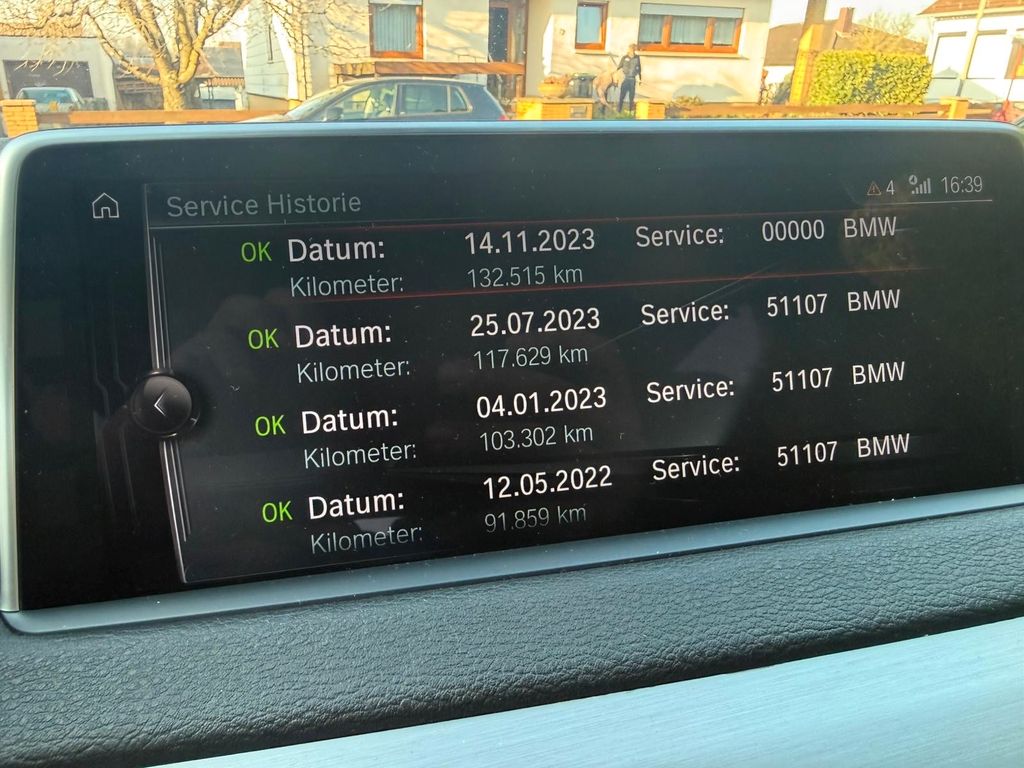 Service Historie 4 16:39
OK Datum: 14.11.2023 Service: 00000 BMW
Kilometer: 132.515 km
OK Datum: 25.07.2023 Service: 51107 BMW
Kilometer: 117.629 km
OK Datum: 04.01.2023 Service: 51107 BMW
Kilometer: 103.302 km
OK Datum: 12.05.2022 Service: 51107 BMW
Kilometer: 91.859 km